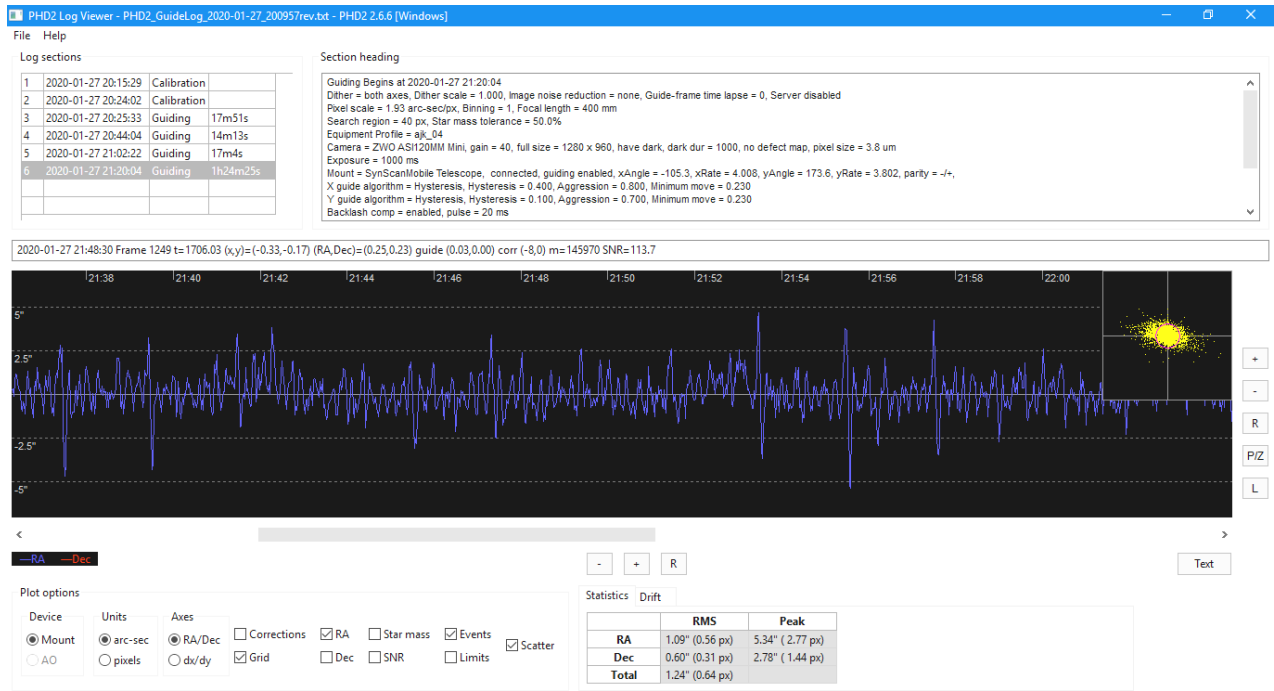 PHD2 Log Viewer - PHD2_GuideLog_2020-01-27_200957rev.txt - PHD2 2.6.6 [Windows]
File Help
Log sections
1 2020-01-27 20:15:29 Calibration
2 2020-01-27 20:24:02 Calibration
3 2020-01-27 20:25:33 Guiding 17m51s
4 2020-01-27 20:44:04 Guiding 14m13s
5 2020-01-27 21:02:22 Guiding 17m4s
6 2020-01-27 21:20:04 Guiding 1h24m25s
Section heading
Guiding Begins at 2020-01-27 21:20:04
Dither = both axes, Dither scale = 1.000, Image noise reduction = none, Guide-frame time lapse = 0, Server disabled
Pixel scale = 1.93 arc-sec/px, Binning = 1, Focal length = 400 mm
Search region = 40 px, Star mass tolerance = 50.0%
Equipment Profile = ajk_04
Camera = ZWO ASI120MM Mini, gain = 40, full size = 1280 x 960, have dark, dark dur = 1000, no defect map, pixel size = 3.8 um
Exposure = 1000 ms
Mount = SynScanMobile Telescope, connected, guiding enabled, xAngle = -105.3, xRate = 4.008, yAngle = 173.6, yRate = 3.802, parity = -/+,
X guide algorithm = Hysteresis, Hysteresis = 0.400, Aggression = 0.800, Minimum move = 0.230
Y guide algorithm = Hysteresis, Hysteresis = 0.100, Aggression = 0.700, Minimum move = 0.230
Backlash comp = enabled, pulse = 20 ms
2020-01-27 21:48:30 Frame 1249 t=1706.03 (x,y)=(-0.33,-0.17) (RA,Dec)=(0.25,0.23) guide (0.03,0.00) corr (-8,0) m=145970 SNR=113.7
21:38 21:40 21:42 21:44 21:46 21:48 21:50 21:52 21:54 21:56 21:58 22:00
5"
2.5"
-2.5"
-5"
+
-
R
P/Z
L
—RA —Dec
- + R
Text
Plot options
Device Units Axes
Mount arc-sec RA/Dec Corrections RA Star mass Events Scatter
AO pixels dx/dy Grid Dec SNR Limits
Statistics Drift
RMS Peak
RA 1.09" (0.56 px) 5.34" ( 2.77 px)
Dec 0.60" (0.31 px) 2.78" ( 1.44 px)
Total 1.24" (0.64 px)